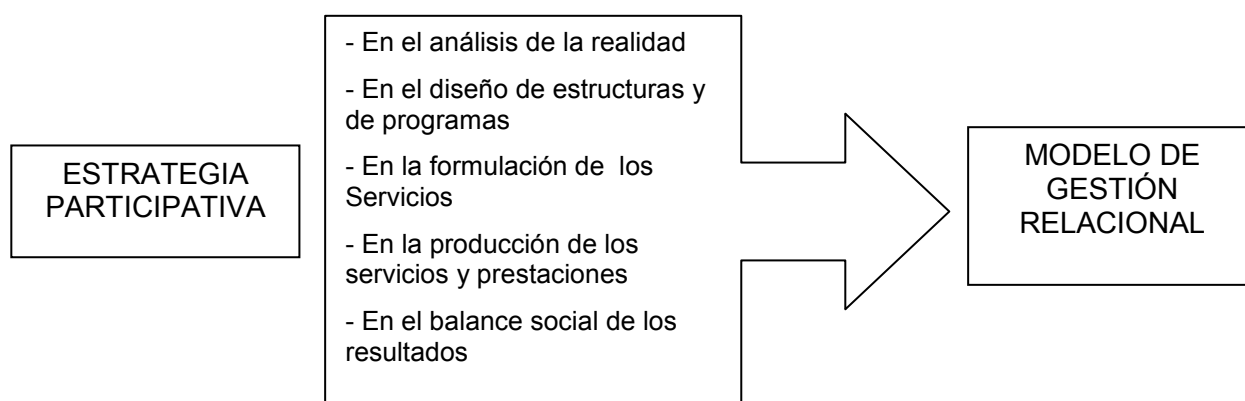 ESTRATEGIA
PARTICIPATIVA
- En el análisis de la realidad
- En el diseño de estructuras y
de programas
- En la formulación de  los
Servicios
- En la producción de los
servicios y prestaciones
- En el balance social de los
resultados
MODELO DE
GESTIÓN
RELACIONAL